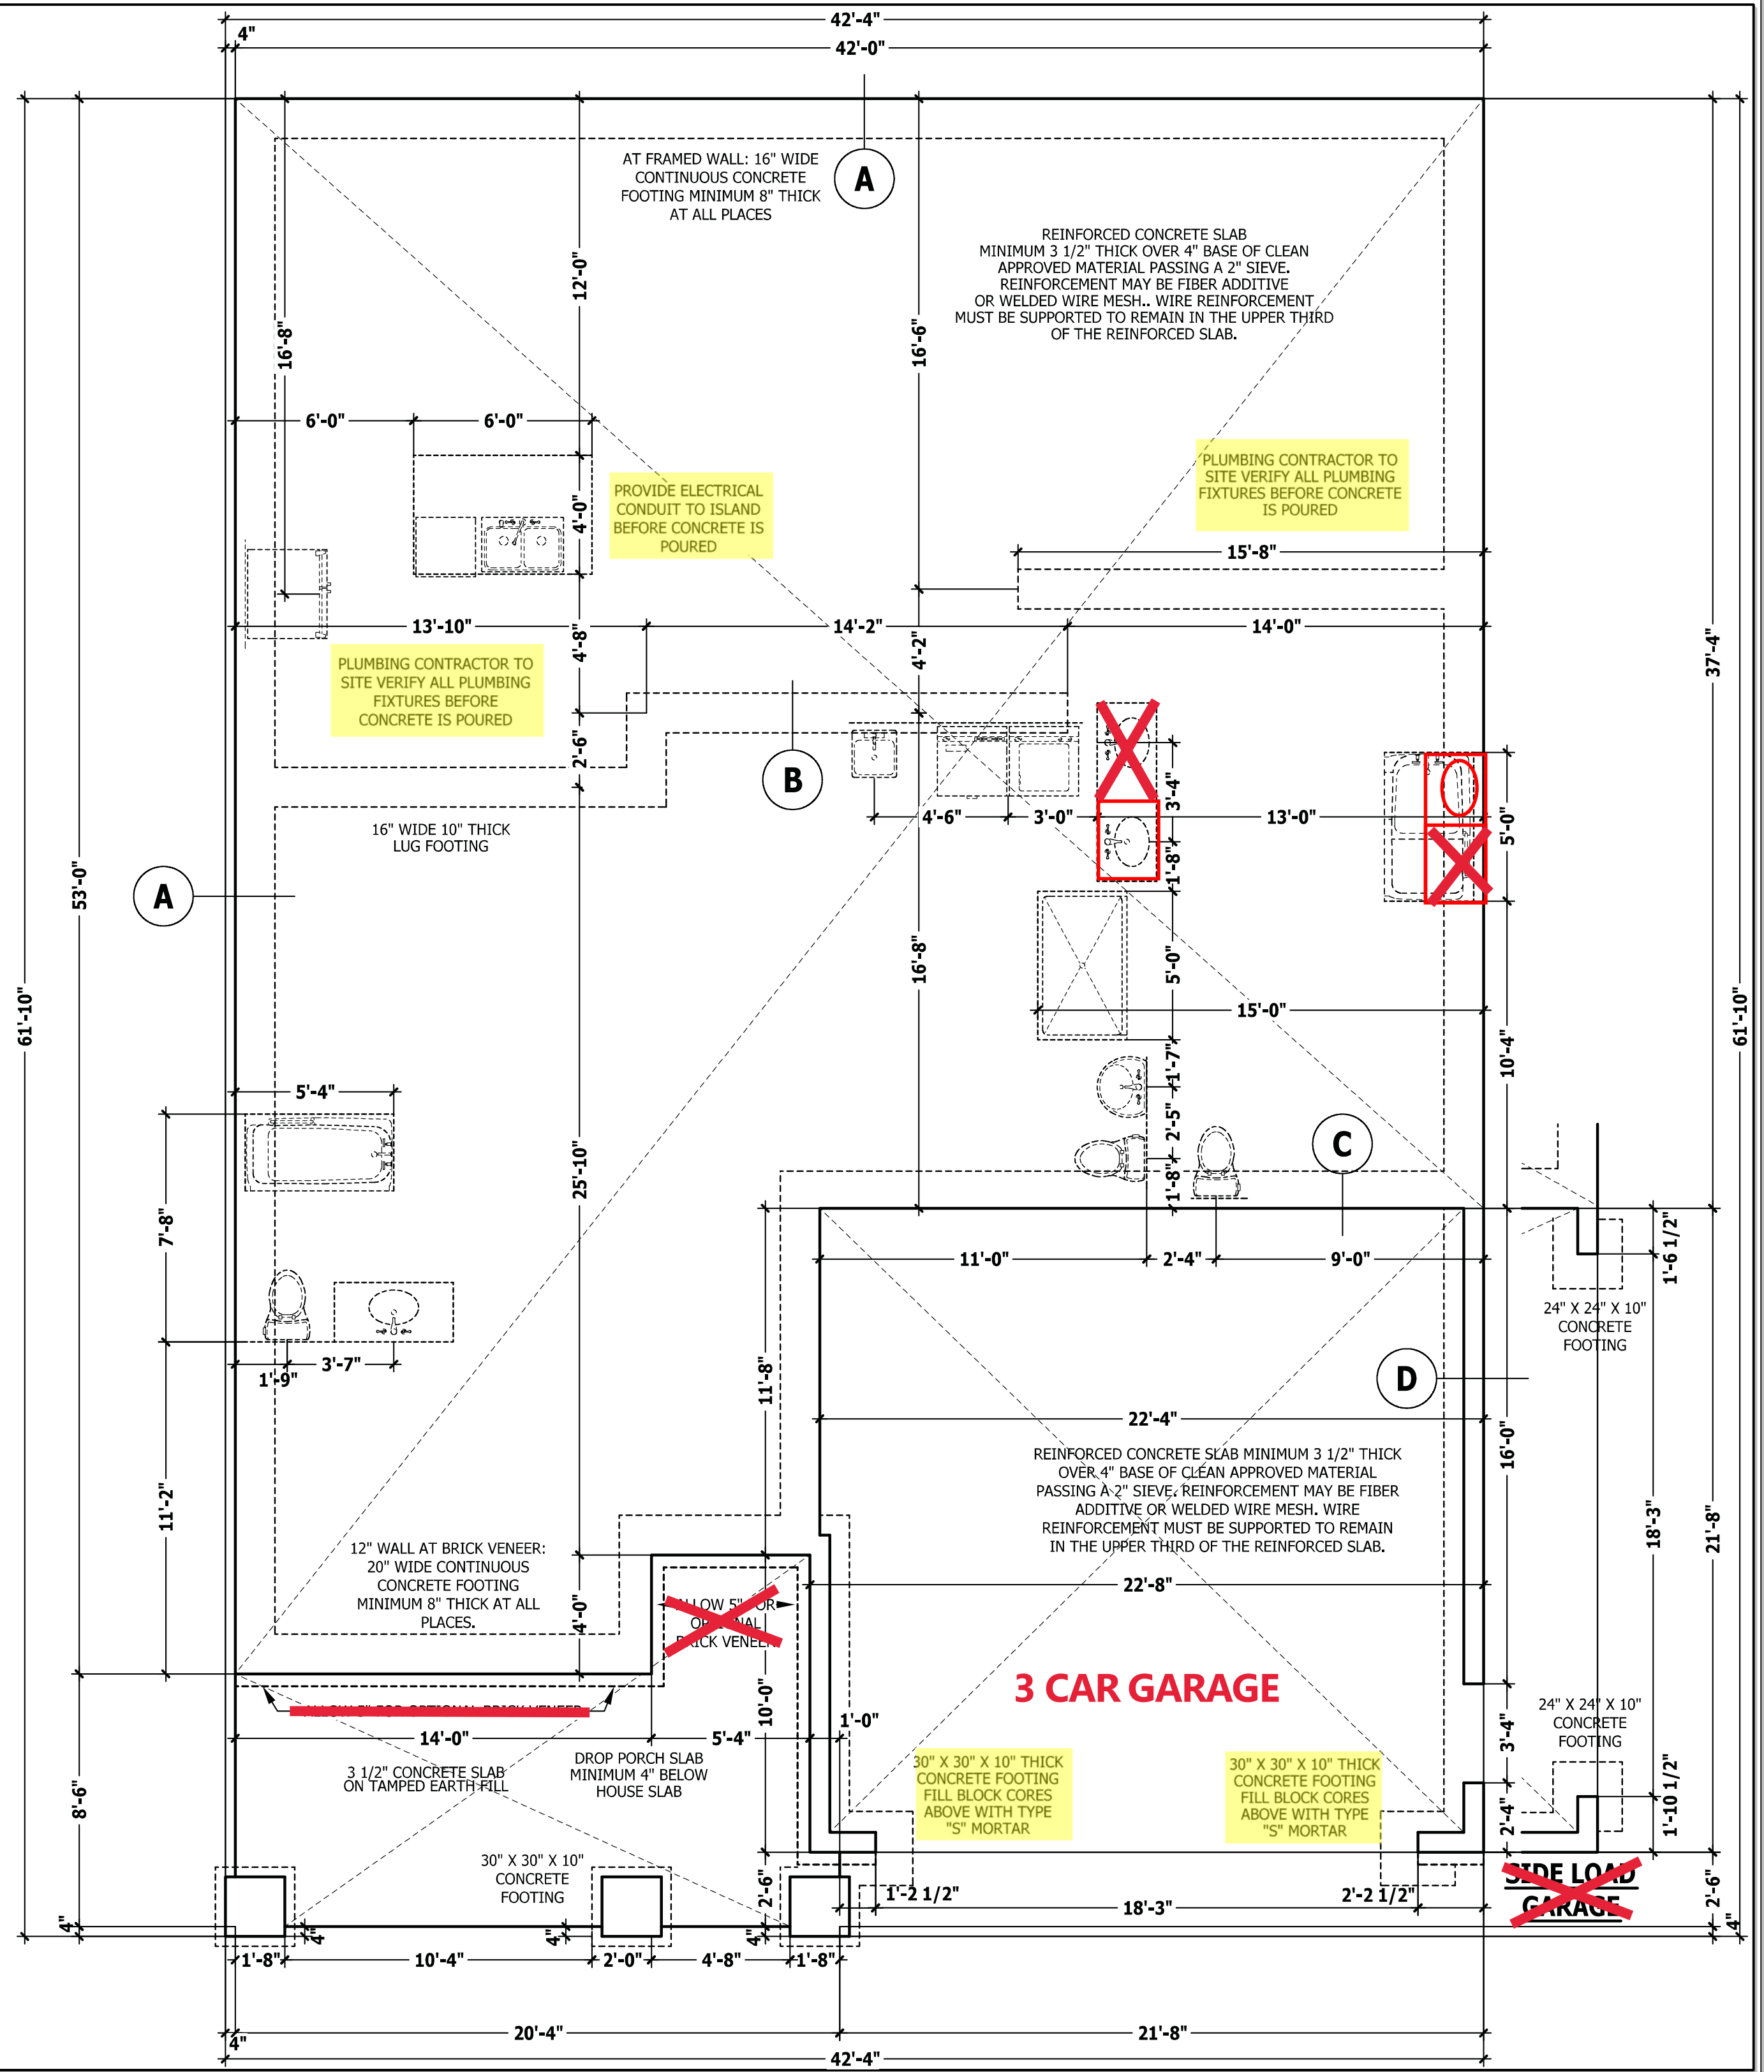 42'-4"
4"
42'-0"
A
AT FRAMED WALL: 16" WIDE
CONTINUOUS CONCRETE
FOOTING MINIMUM 8" THICK
AT ALL PLACES
REINFORCED CONCRETE SLAB
MINIMUM 3 1/2" THICK OVER 4" BASE OF CLEAN
APPROVED MATERIAL PASSING A 2" SIEVE.
REINFORCEMENT MAY BE FIBER ADDITIVE
OR WELDED WIRE MESH.. WIRE REINFORCEMENT
MUST BE SUPPORTED TO REMAIN IN THE UPPER THIRD
OF THE REINFORCED SLAB.
12'-0"
16'-8"
16'-6"
6'-0"
6'-0"
4'-0"
PROVIDE ELECTRICAL
CONDUIT TO ISLAND
BEFORE CONCRETE IS
POURED
PLUMBING CONTRACTOR TO
SITE VERIFY ALL PLUMBING
FIXTURES BEFORE CONCRETE
IS POURED
15'-8"
13'-10"
14'-2"
14'-0"
4'-8"
4'-2"
37'-4"
PLUMBING CONTRACTOR TO
SITE VERIFY ALL PLUMBING
FIXTURES BEFORE
CONCRETE IS POURED
2'-6"
B
3'-4"
4'-6"
3'-0"
13'-0"
5'-0"
16" WIDE 10" THICK
LUG FOOTING
1'-8"
53'-0"
A
16'-8"
5'-0"
15'-0"
61'-10"
61'-10"
10'-4"
1'-7"
5'-4"
2'-5"
C
25'-10"
1'-8"
7'-8"
11'-0"
2'-4"
9'-0"
1'-6 1/2"
24" X 24" X 10"
CONCRETE
FOOTING
3'-7"
1'-9"
11'-8"
D
22'-4"
16'-0"
REINFORCED CONCRETE SLAB MINIMUM 3 1/2" THICK
OVER 4" BASE OF CLEAN APPROVED MATERIAL
PASSING A 2" SIEVE. REINFORCEMENT MAY BE FIBER
ADDITIVE OR WELDED WIRE MESH. WIRE
REINFORCEMENT MUST BE SUPPORTED TO REMAIN
IN THE UPPER THIRD OF THE REINFORCED SLAB.
11'-2"
18'-3"
21'-8"
12" WALL AT BRICK VENEER:
20" WIDE CONTINUOUS
CONCRETE FOOTING
MINIMUM 8" THICK AT ALL
PLACES.
22'-8"
4'-0"
ALLOW 5" FOR
OPTIONAL
BRICK VENEER
3 CAR GARAGE
ALLOW 5" FOR OPTIONAL BRICK VENEER
10'-0"
1'-0"
14'-0"
5'-4"
24" X 24" X 10"
CONCRETE
FOOTING
3'-4"
3 1/2" CONCRETE SLAB
ON TAMPED EARTH FILL
DROP PORCH SLAB
MINIMUM 4" BELOW
HOUSE SLAB
30" X 30" X 10" THICK
CONCRETE FOOTING
FILL BLOCK CORES
ABOVE WITH TYPE
"S" MORTAR
30" X 30" X 10" THICK
CONCRETE FOOTING
FILL BLOCK CORES
ABOVE WITH TYPE
"S" MORTAR
8'-6"
2'-4"
1'-10 1/2"
30" X 30" X 10"
CONCRETE
FOOTING
SIDE LOAD
GARAGE
2'-6"
1'-2 1/2"
18'-3"
2'-2 1/2"
2'-6"
4"
4"
4"
4"
4"
1'-8"
10'-4"
2'-0"
4'-8"
1'-8"
20'-4"
21'-8"
4"
42'-4"